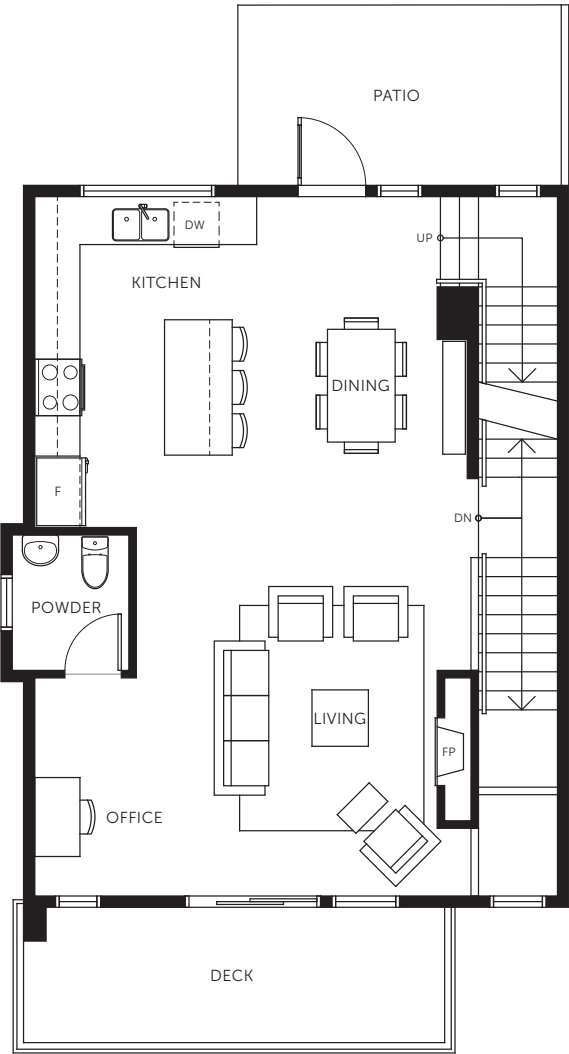 PATIO
DW
UP
KITCHEN
DINING
F
DN
POWDER
LIVING
FP
OFFICE
DECK